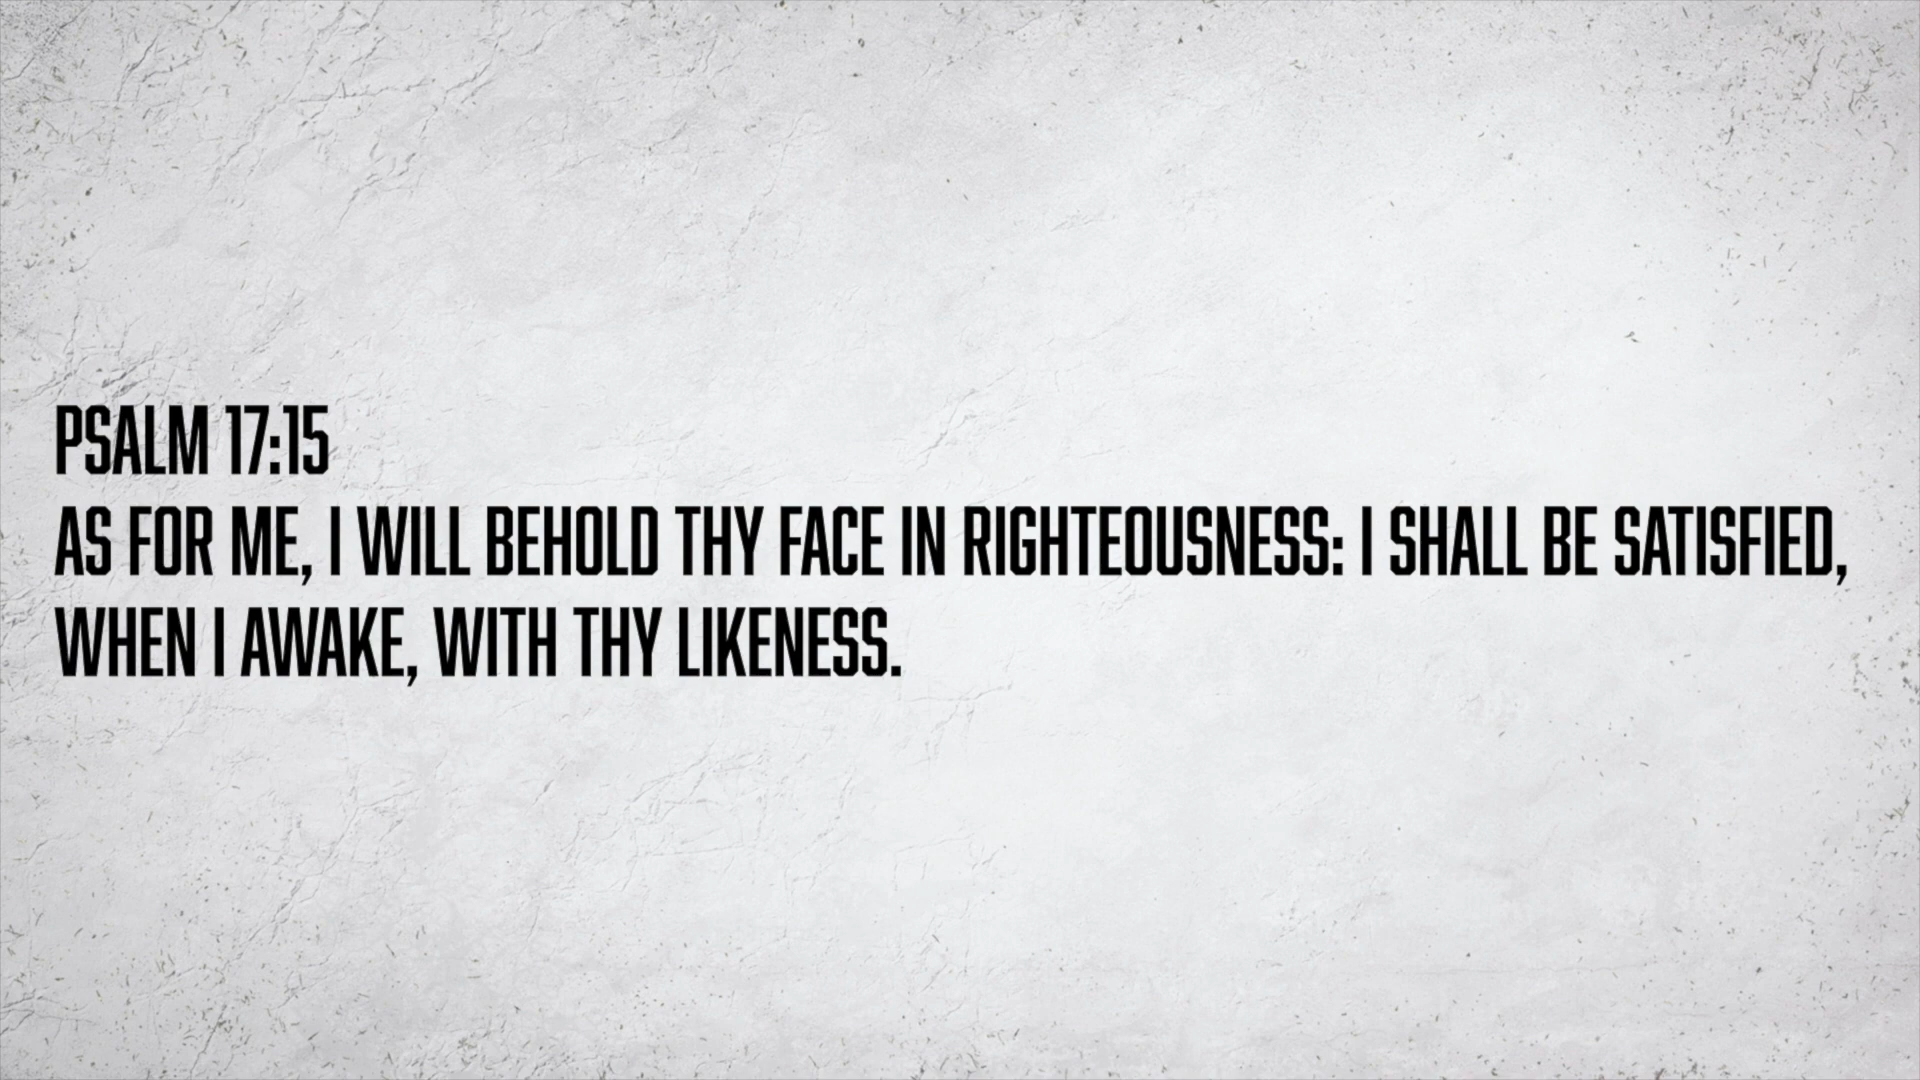 PSALM 17:15
AS FOR ME, I WILL BEHOLD THY FACE IN RIGHTEOUSNESS: I SHALL BE SATISFIED,
WHEN I AWAKE, WITH THY LIKENESS.